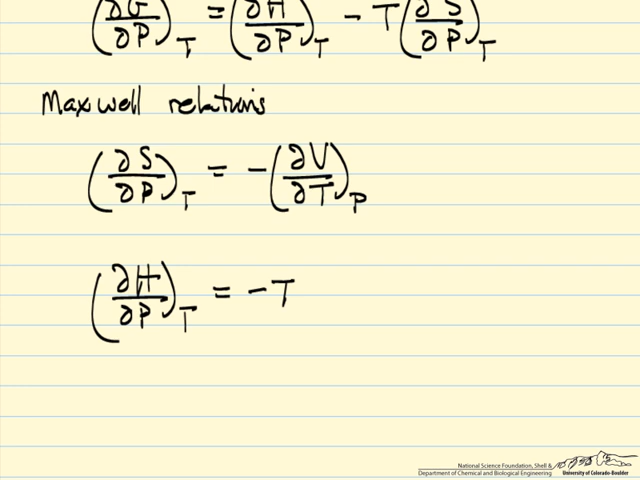 (∂G/∂P)_T = (∂H/∂P)_T - T(∂S/∂P)_T
Maxwell relations
(∂S/∂P)_T = -(∂V/∂T)_P
(∂H/∂P)_T = -T
National Science Foundation, Shell &
Department of Chemical and Biological Engineering
University of Colorado-Boulder